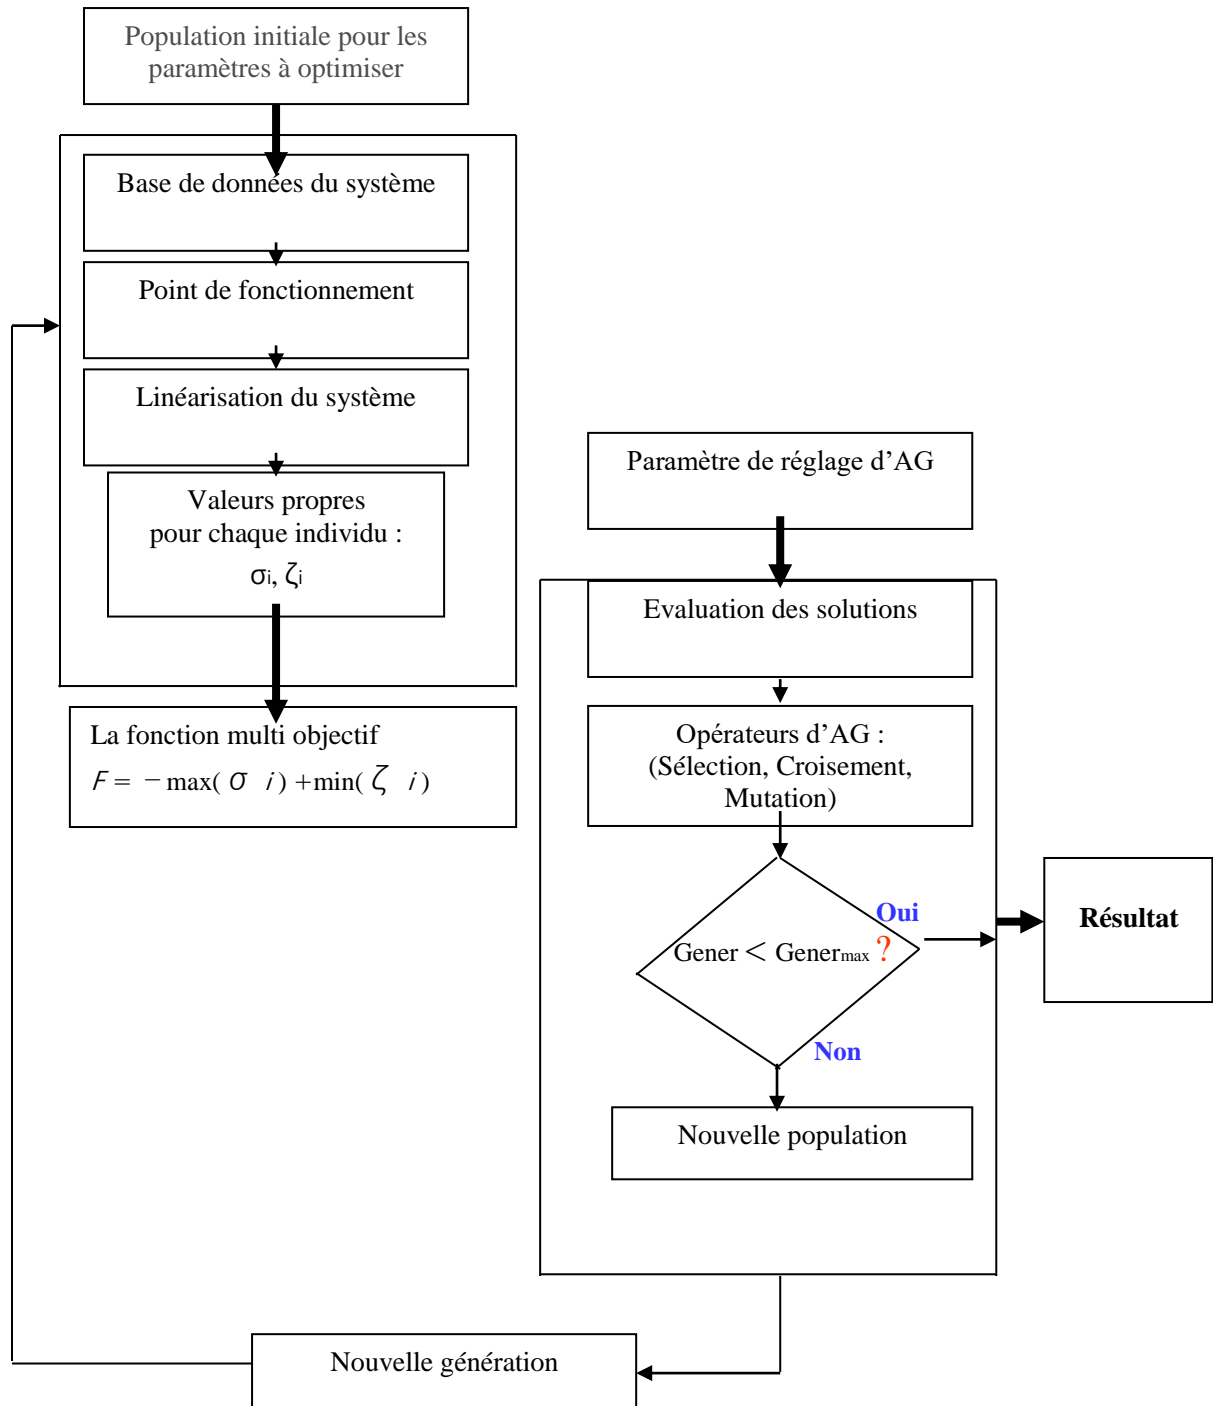 Population initiale pour les
paramètres à optimiser
Base de données du système
Point de fonctionnement
Linéarisation du système
Valeurs propres
pour chaque individu :
σi, ζi
La fonction multi objectif
F = − max( σ i ) + min( ζ i )
Paramètre de réglage d’AG
Evaluation des solutions
Opérateurs d’AG :
(Sélection, Croisement,
Mutation)
Oui
Gener < Genermax ?
Non
Nouvelle population
Résultat
Nouvelle génération